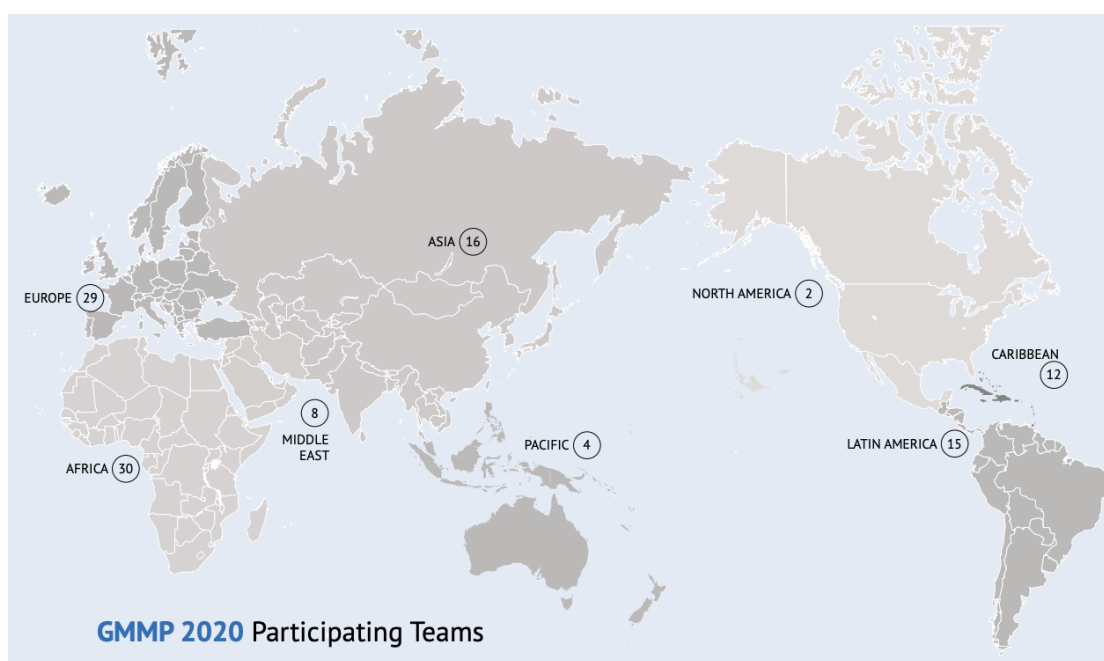 ASIA 16
EUROPE 29
NORTH AMERICA 2
CARIBBEAN
12
8
MIDDLE
EAST
PACIFIC 4
LATIN AMERICA 15
AFRICA 30
GMMP 2020 Participating Teams